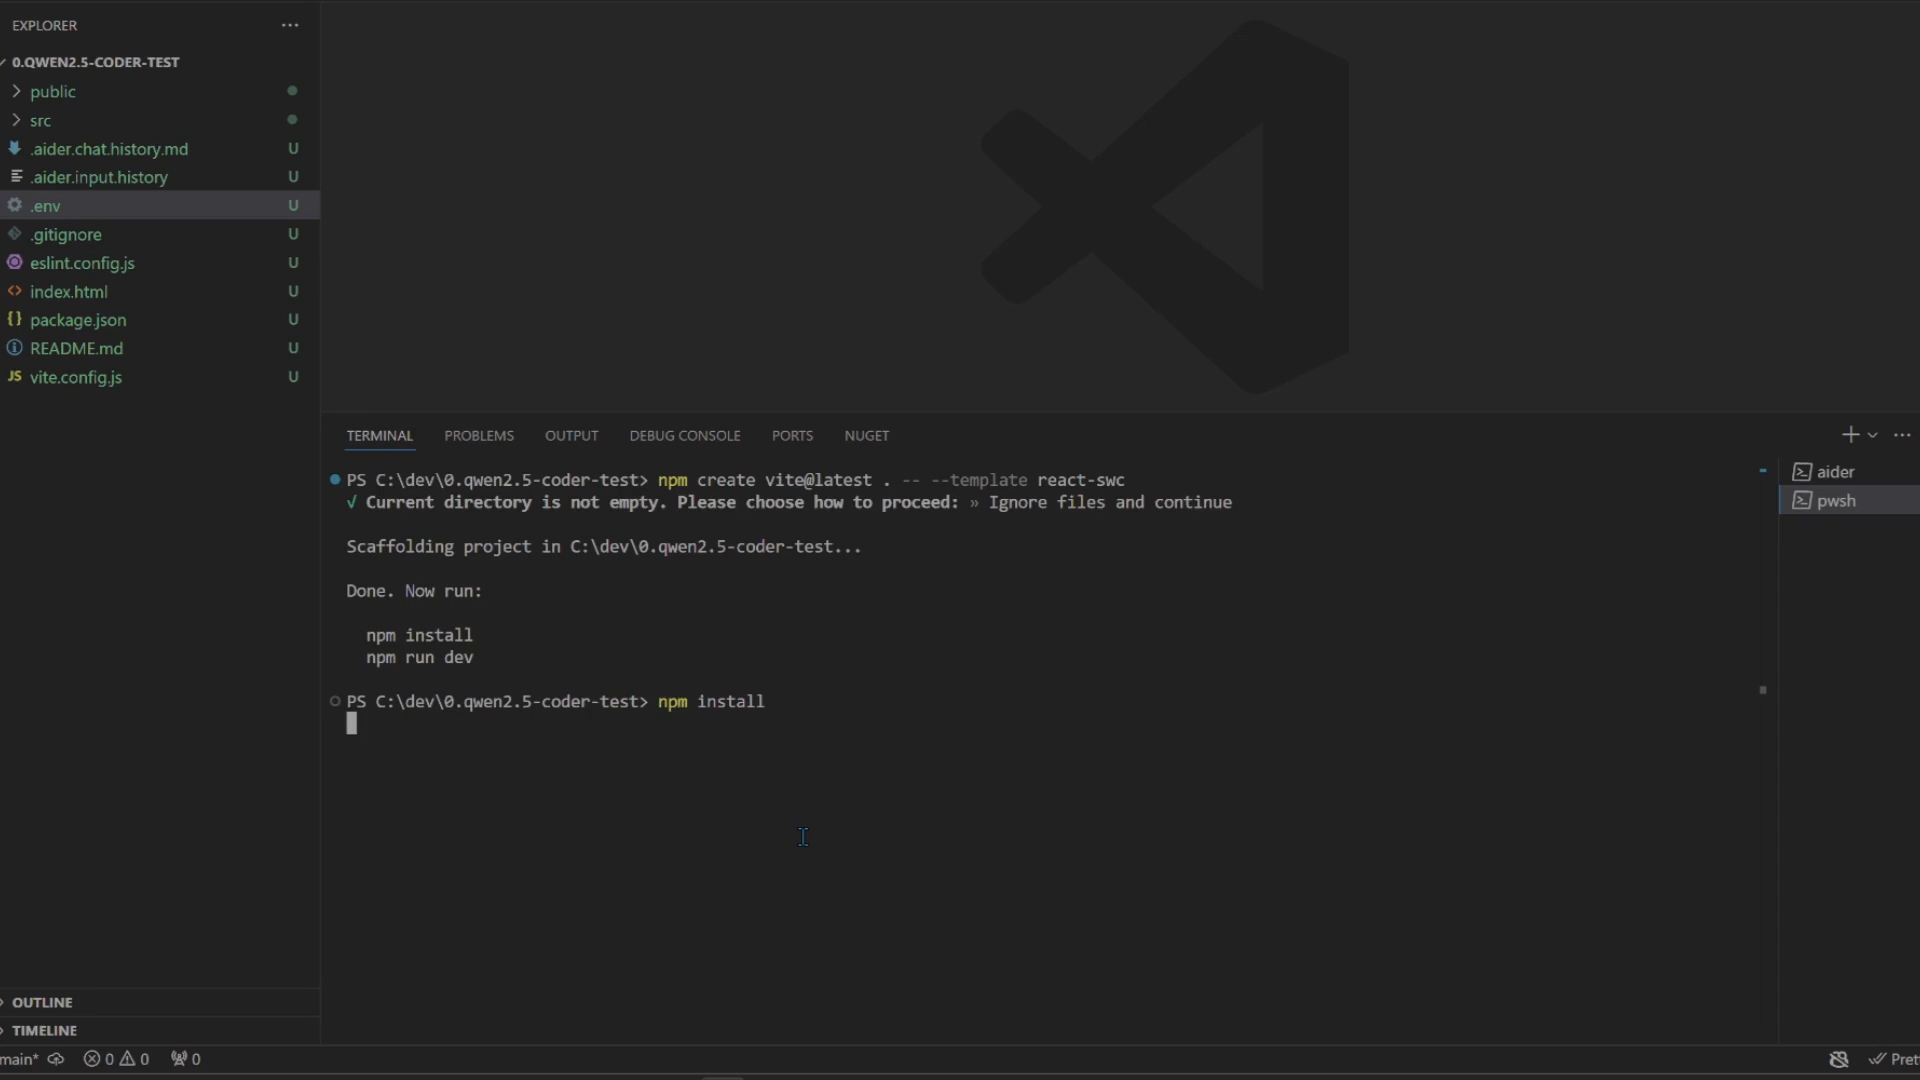 EXPLORER
0.QWEN2.5-CODER-TEST
public
src
.aider.chat.history.md U
.aider.input.history U
.env U
.gitignore U
eslint.config.js U
index.html U
package.json U
README.md U
JS vite.config.js U
OUTLINE
TIMELINE
TERMINAL PROBLEMS OUTPUT DEBUG CONSOLE PORTS NUGET
PS C:\dev\0.qwen2.5-coder-test> npm create vite@latest . -- --template react-swc
√ Current directory is not empty. Please choose how to proceed: » Ignore files and continue
Scaffolding project in C:\dev\0.qwen2.5-coder-test...
Done. Now run:
npm install
npm run dev
PS C:\dev\0.qwen2.5-coder-test> npm install
aider
pwsh
main* 0 0 0
Pret